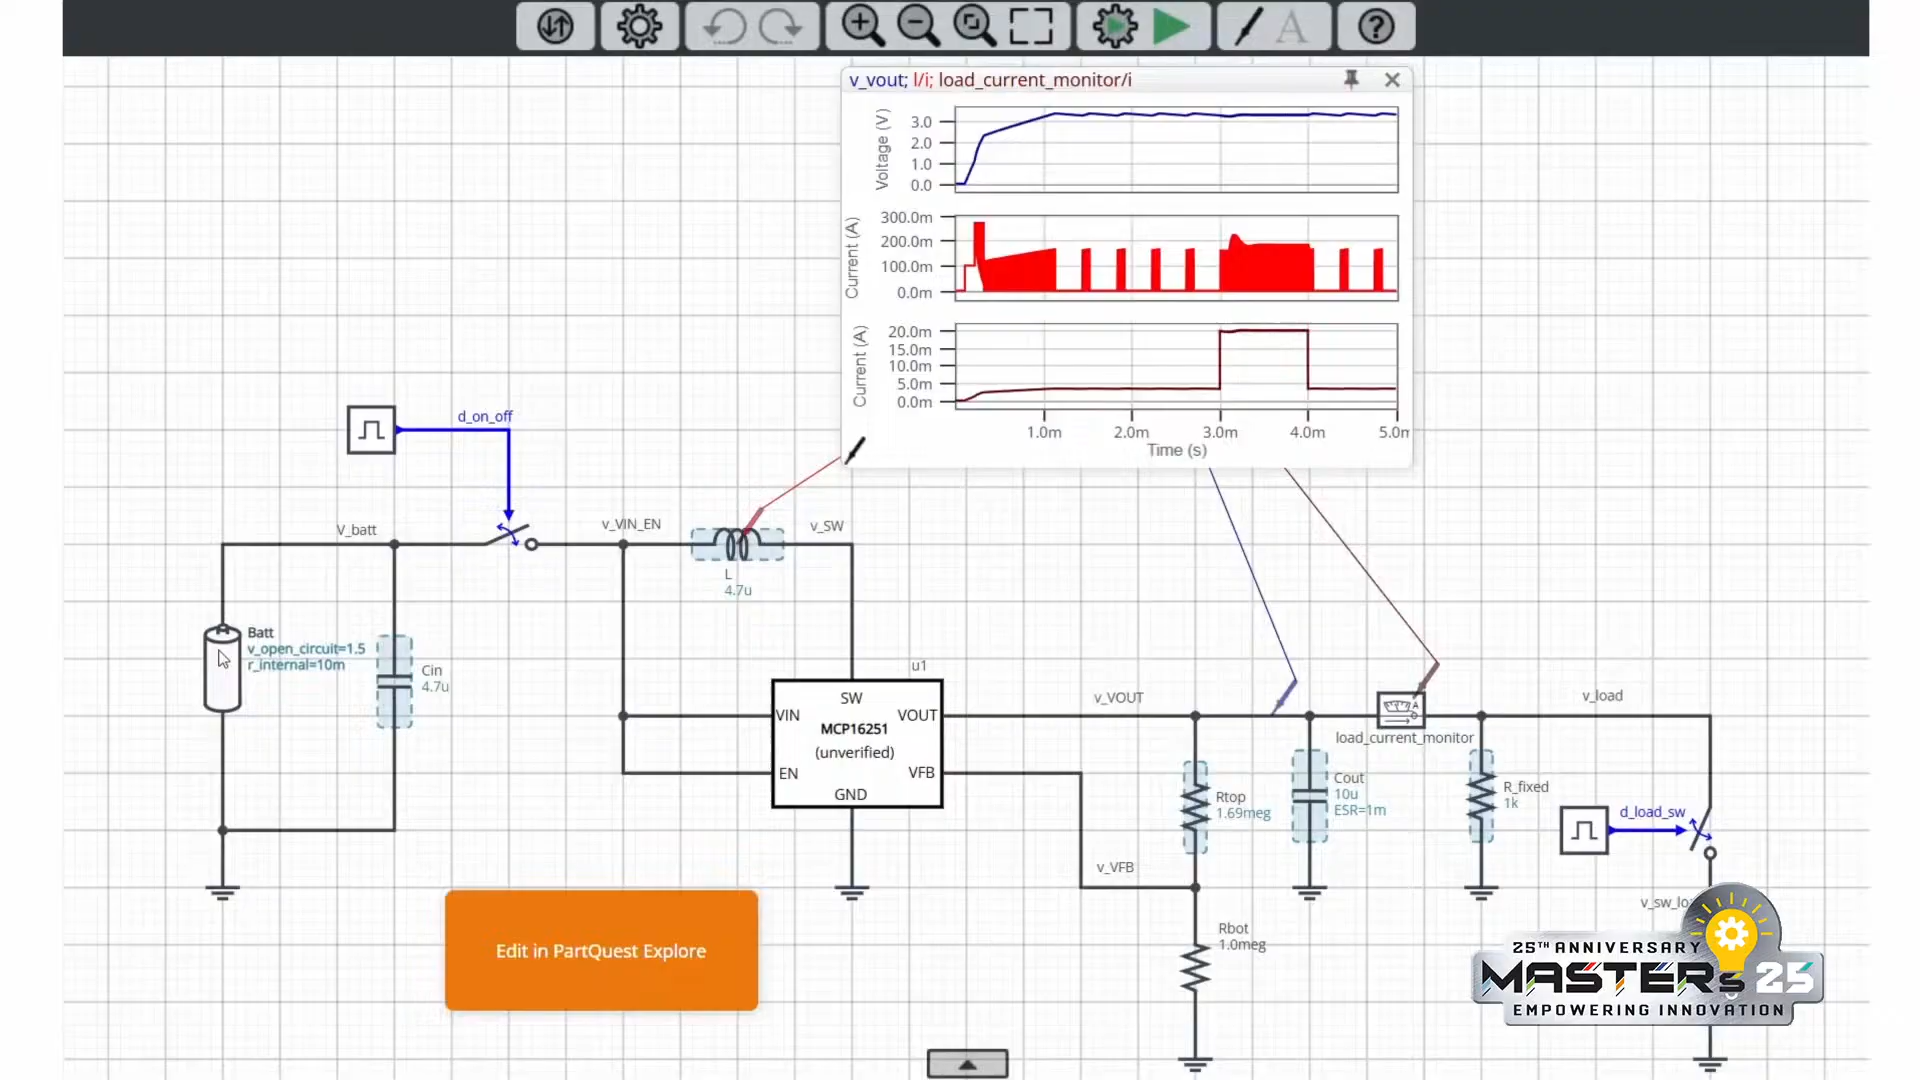 v_vout; l/i; load_current_monitor/i
Voltage (V)
3.0
2.0
1.0
0.0
Current (A)
300.0m
200.0m
100.0m
0.0m
Current (A)
20.0m
15.0m
10.0m
5.0m
0.0m
1.0m 2.0m 3.0m 4.0m 5.0m
Time (s)
d_on_off
V_batt
v_VIN_EN
v_SW
L
4.7u
Batt
v_open_circuit=1.5
r_internal=10m
Cin
4.7u
u1
SW
VIN
VOUT
MCP16251
(unverified)
EN
VFB
GND
v_VOUT
v_load
load_current_monitor
Rtop
1.69meg
Cout
10u
ESR=1m
R_fixed
1k
d_load_sw
v_VFB
v_sw_lo
Rbot
1.0meg
Edit in PartQuest Explore
25TH ANNIVERSARY
MASTERs 25
EMPOWERING INNOVATION